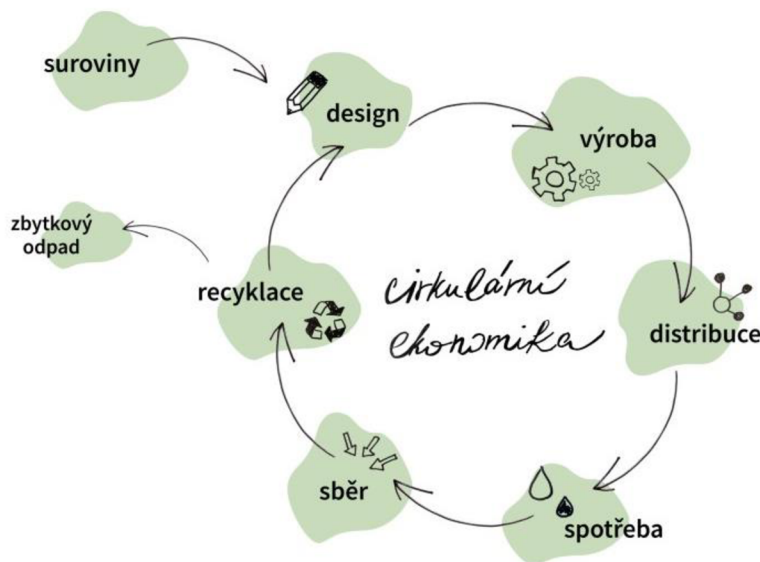 suroviny
design
výroba
zbytkový
odpad
recyklace
cirkulární
ekonomika
distribuce
sběr
spotřeba